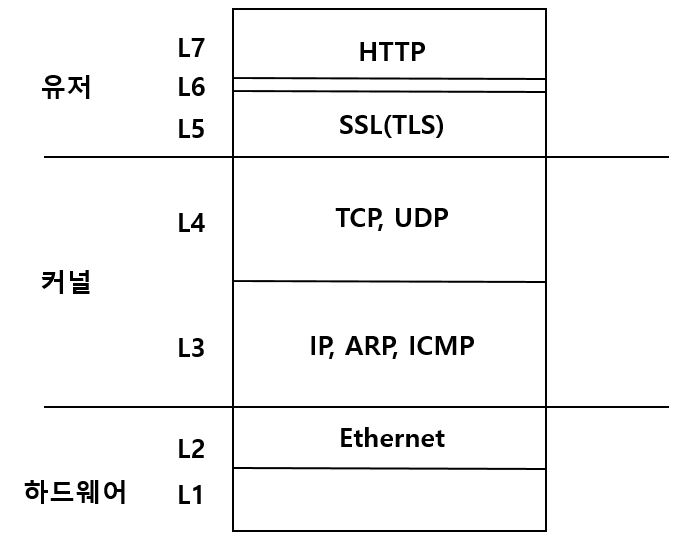 L7 HTTP
유저 L6
L5 SSL(TLS)
L4 TCP, UDP
커널
L3 IP, ARP, ICMP
L2 Ethernet
하드웨어 L1